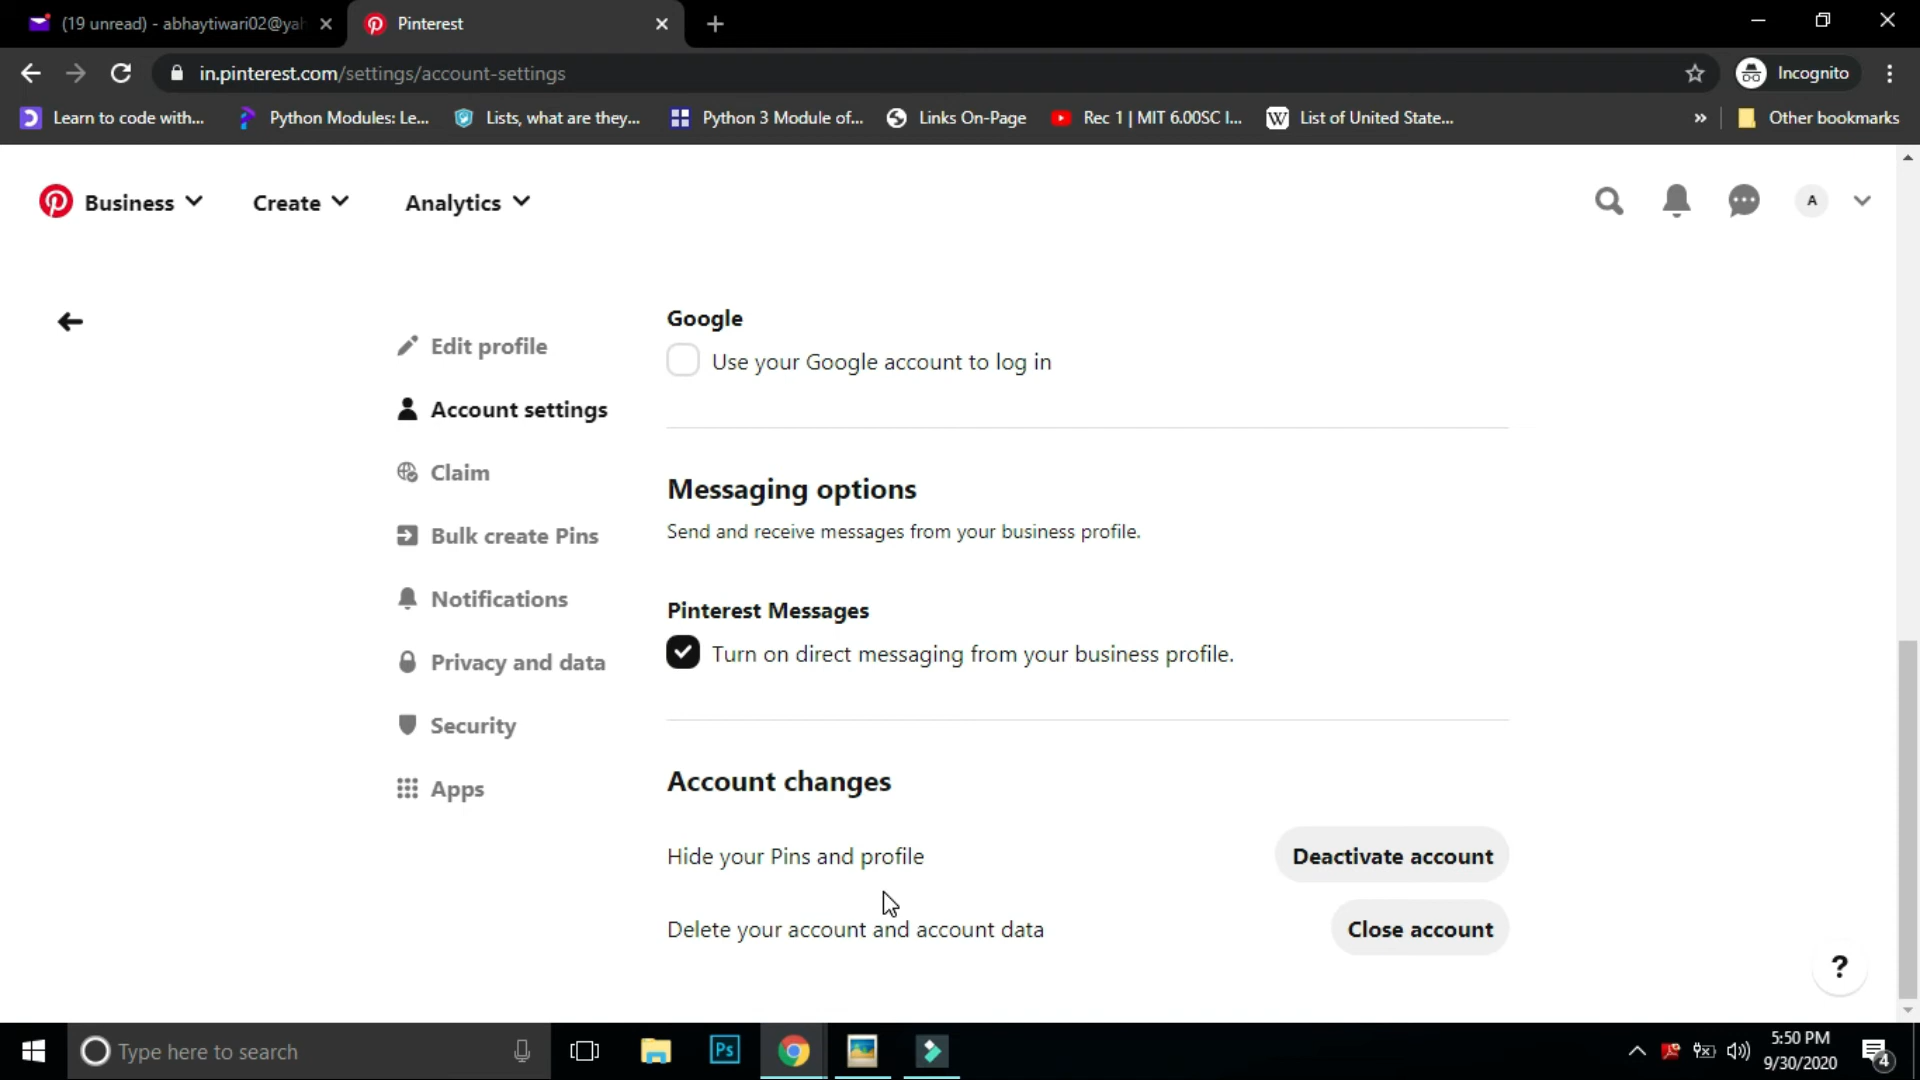 (19 unread) - abhaytiwari02@yah
Pinterest
in.pinterest.com/settings/account-settings
Incognito
Learn to code with...
Python Modules: Le...
Lists, what are they,...
Python 3 Module of...
Links On-Page
Rec 1 | MIT 6.00SC I...
List of United State...
»
Other bookmarks
Business
Create
Analytics
A
Edit profile
Account settings
Claim
Bulk create Pins
Notifications
Privacy and data
Security
Apps
Google
Use your Google account to log in
Messaging options
Send and receive messages from your business profile.
Pinterest Messages
Turn on direct messaging from your business profile.
Account changes
Hide your Pins and profile
Deactivate account
Delete your account and account data
Close account
?
Type here to search
Ps
5:50 PM
9/30/2020
4